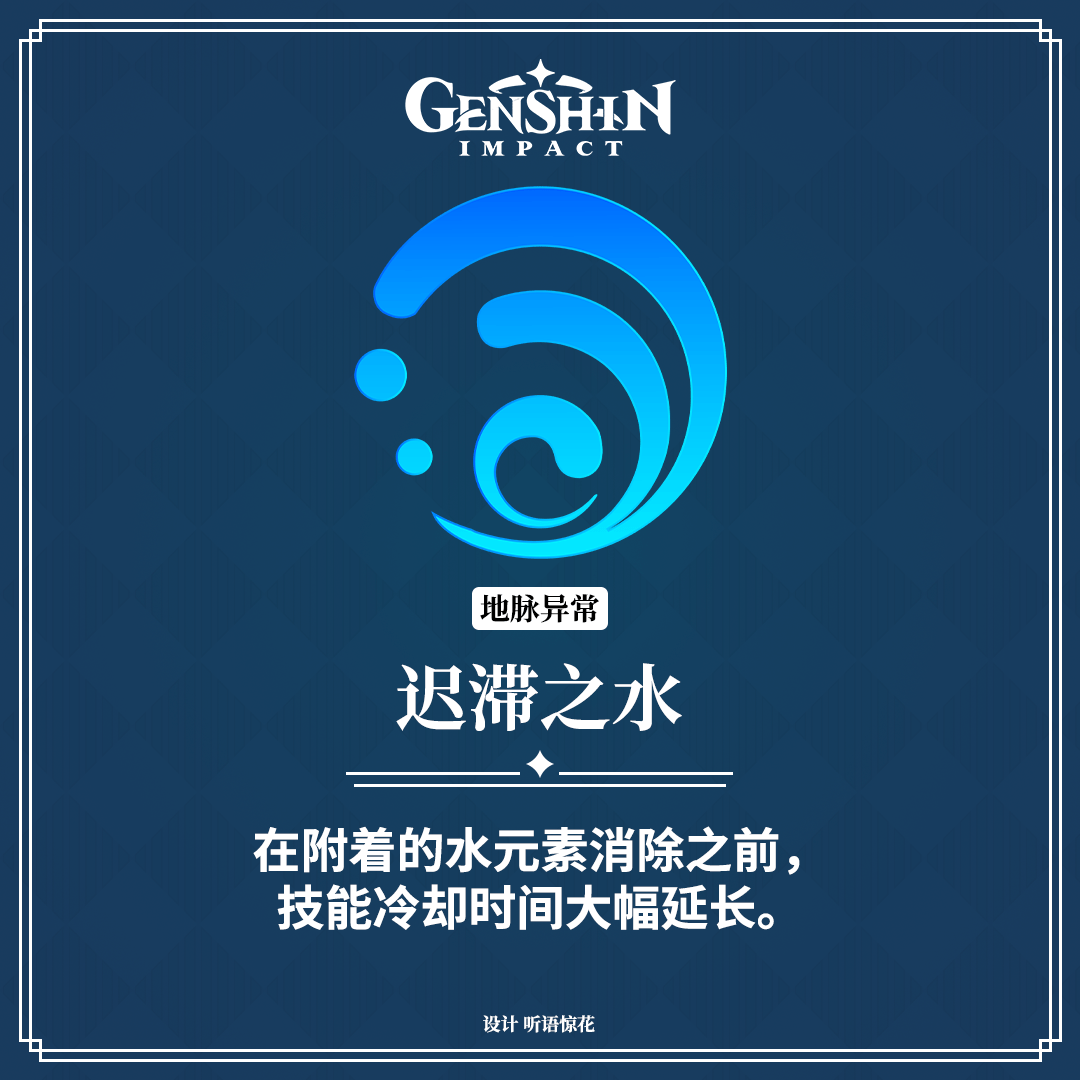 GENSHIN
IMPACT
地脉异常
迟滞之水
在附着的水元素消除之前，
技能冷却时间大幅延长。
设计 听语惊花